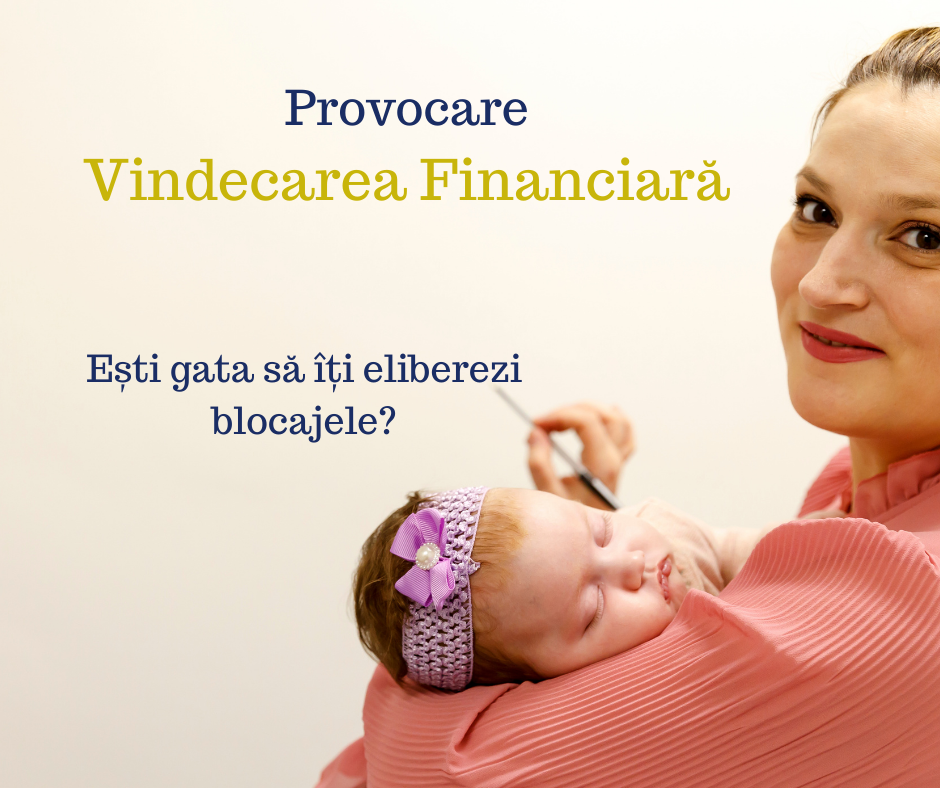 Provocare
Vindecarea Financiară
Ești gata să îți eliberezi
blocajele?